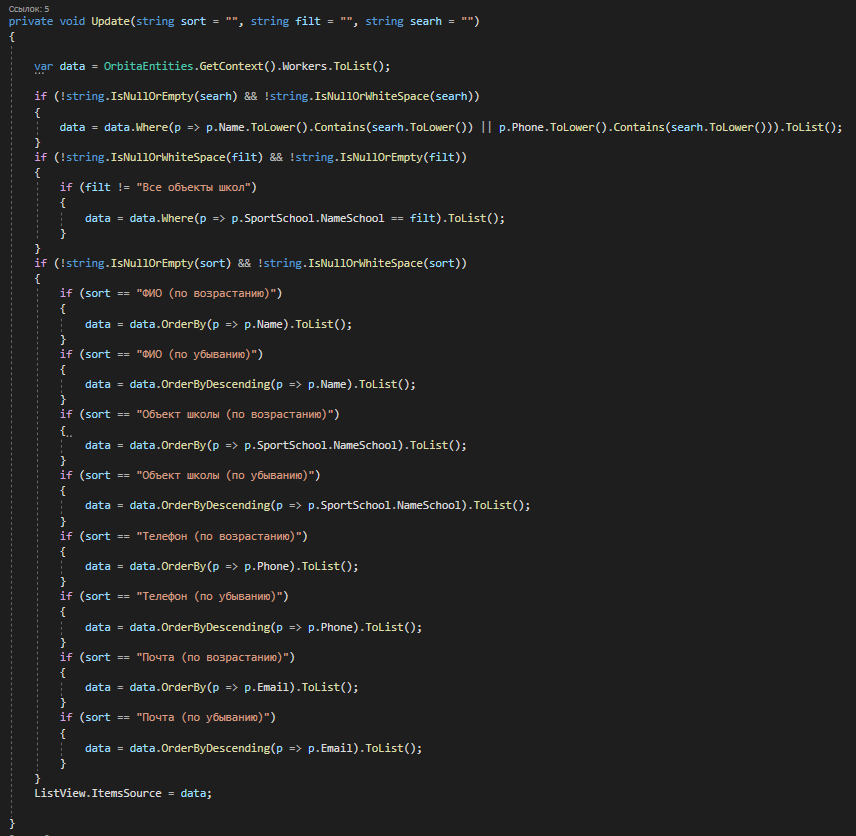 Ссылок: 5
private void Update(string sort = "", string filt = "", string searh = "")
{
var data = OrbitaEntities.GetContext().Workers.ToList();
if (!string.IsNullOrEmpty(searh) && !string.IsNullOrWhiteSpace(searh))
{
data = data.Where(p => p.Name.ToLower().Contains(searh.ToLower()) || p.Phone.ToLower().Contains(searh.ToLower())).ToList();
}
if (!string.IsNullOrWhiteSpace(filt) && !string.IsNullOrEmpty(filt))
{
if (filt != "Все объекты школ")
{
data = data.Where(p => p.SportSchool.NameSchool == filt).ToList();
}
}
if (!string.IsNullOrEmpty(sort) && !string.IsNullOrWhiteSpace(sort))
{
if (sort == "ФИО (по возрастанию)")
{
data = data.OrderBy(p => p.Name).ToList();
}
if (sort == "ФИО (по убыванию)")
{
data = data.OrderByDescending(p => p.Name).ToList();
}
if (sort == "Объект школы (по возрастанию)")
{
data = data.OrderBy(p => p.SportSchool.NameSchool).ToList();
}
if (sort == "Объект школы (по убыванию)")
{
data = data.OrderByDescending(p => p.SportSchool.NameSchool).ToList();
}
if (sort == "Телефон (по возрастанию)")
{
data = data.OrderBy(p => p.Phone).ToList();
}
if (sort == "Телефон (по убыванию)")
{
data = data.OrderByDescending(p => p.Phone).ToList();
}
if (sort == "Почта (по возрастанию)")
{
data = data.OrderBy(p => p.Email).ToList();
}
if (sort == "Почта (по убыванию)")
{
data = data.OrderByDescending(p => p.Email).ToList();
}
}
ListView.ItemsSource = data;
}